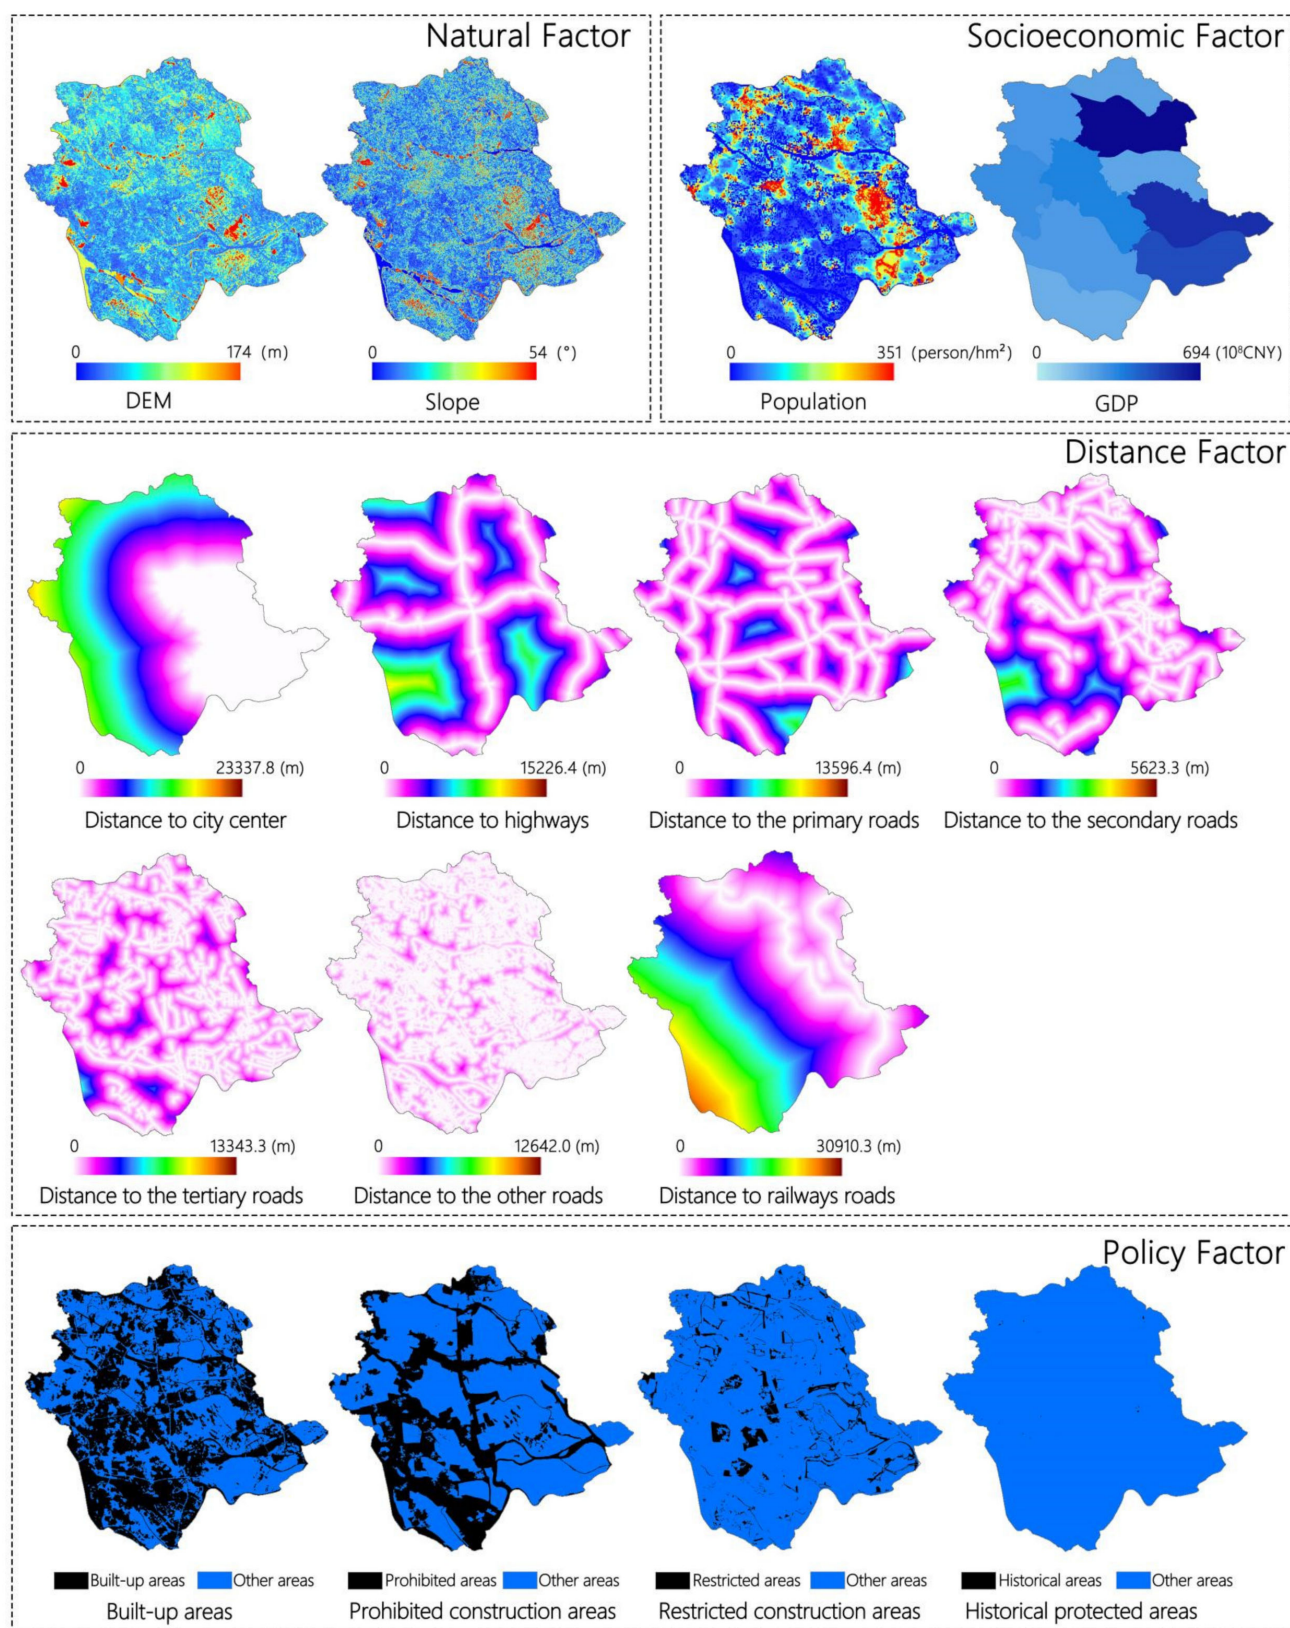 Natural Factor
0 174 (m)
DEM
0 54 (°)
Slope
Socioeconomic Factor
0 351 (person/hm²)
Population
0 694 (10⁸CNY)
GDP
Distance Factor
0 23337.8 (m)
Distance to city center
0 15226.4 (m)
Distance to highways
0 13596.4 (m)
Distance to the primary roads
0 5623.3 (m)
Distance to the secondary roads
0 13343.3 (m)
Distance to the tertiary roads
0 12642.0 (m)
Distance to the other roads
0 30910.3 (m)
Distance to railways roads
Policy Factor
Built-up areas Other areas
Built-up areas
Prohibited areas Other areas
Prohibited construction areas
Restricted areas Other areas
Restricted construction areas
Historical areas Other areas
Historical protected areas